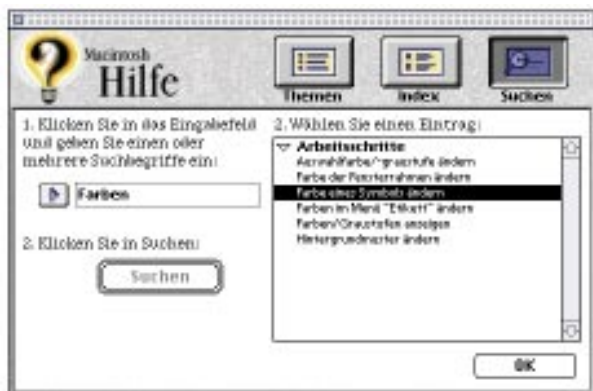 Macintosh
Hilfe
Themen
Index
Suchen
1. Klicken Sie in das Eingabefeld
und geben Sie einen oder
mehrere Suchbegriffe ein:
Farben
2. Klicken Sie in Suchen:
Suchen
2. Wählen Sie einen Eintrag:
Arbeitsschritte
Auswahlfarbe/-graustufe ändern
Farbe der Fensterrahmen ändern
Farbe eines Symbols ändern
Farben im Menü "Etikett" ändern
Farben/Graustufen anzeigen
Hintergrundmuster ändern
OK